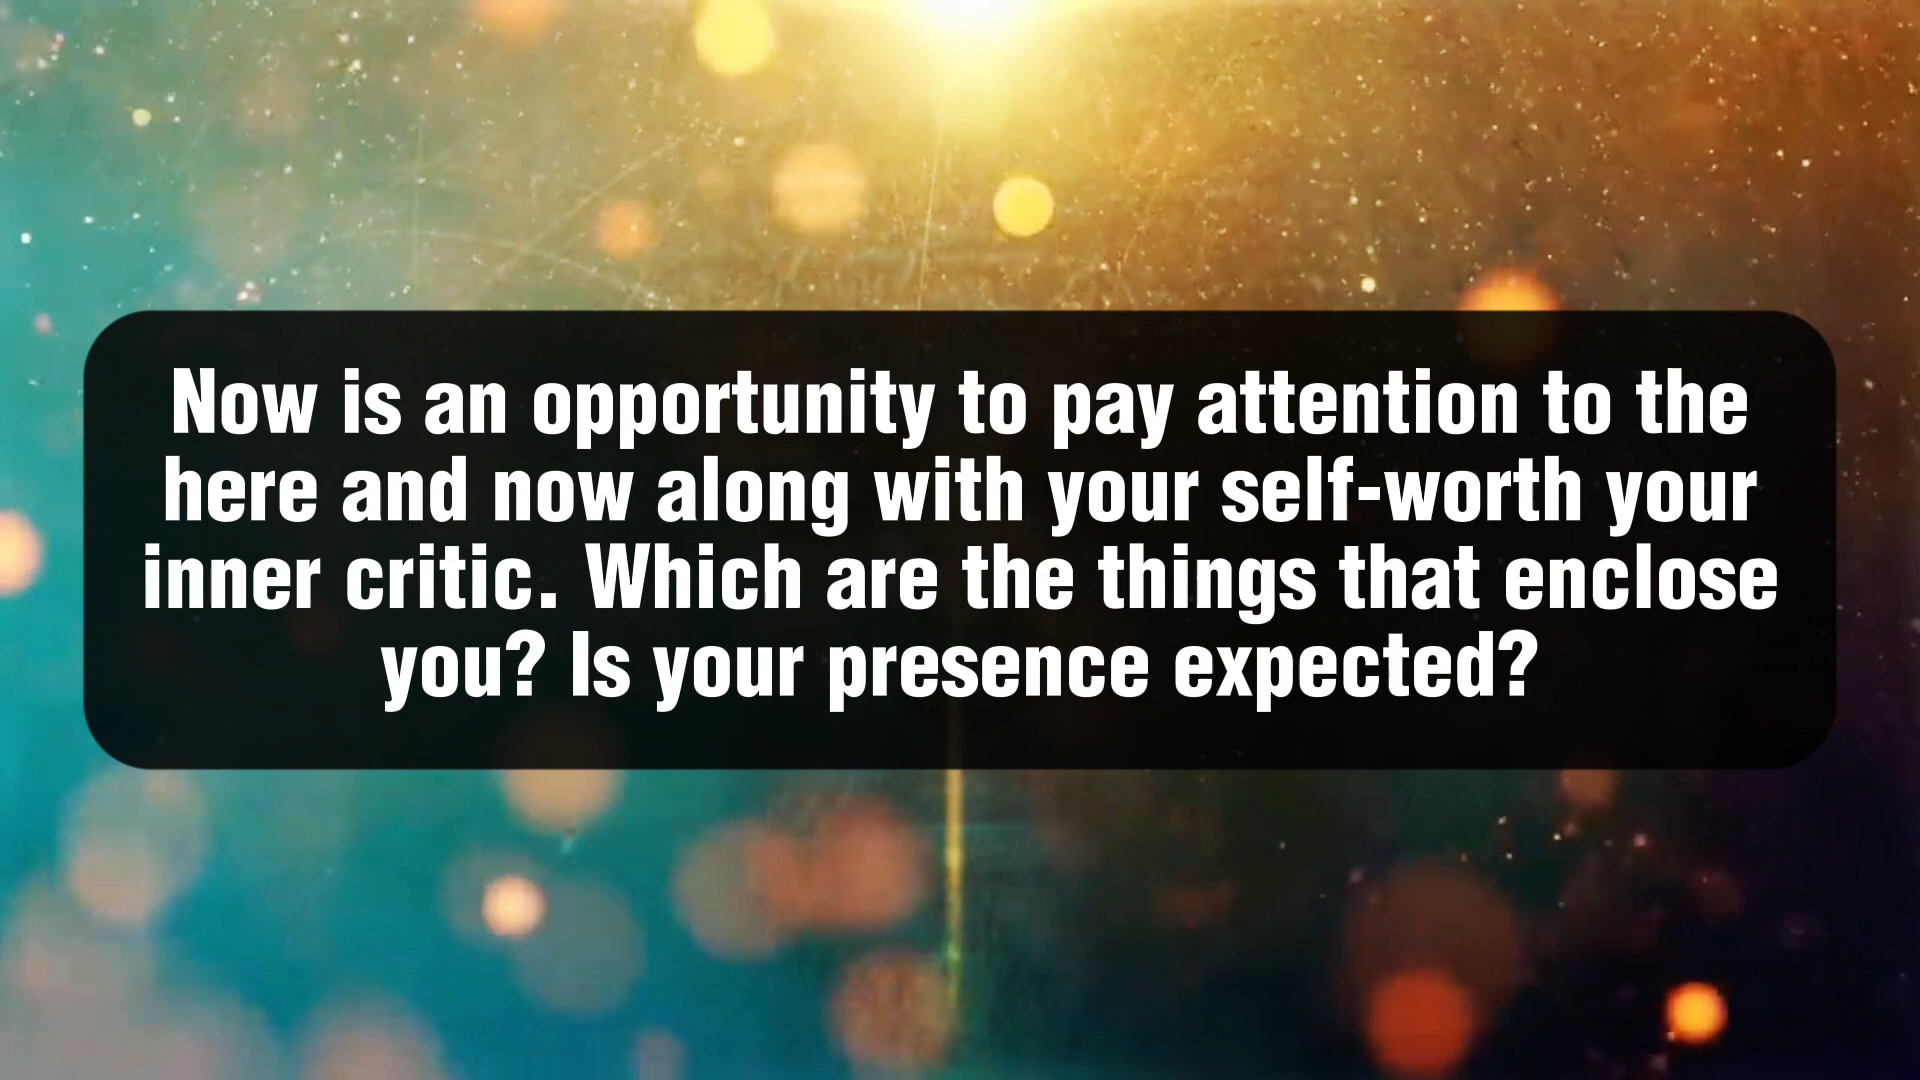 Now is an opportunity to pay attention to the
here and now along with your self-worth your
inner critic. Which are the things that enclose
you? Is your presence expected?